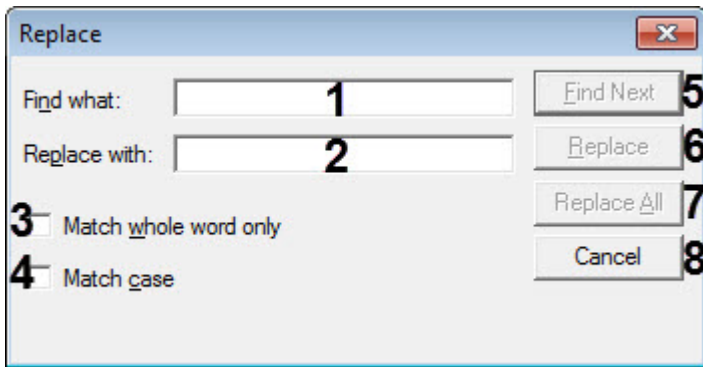 Replace
Find what: 1
Find Next 5
Replace with: 2
Replace 6
3 Match whole word only
Replace All 7
4 Match case
Cancel 8